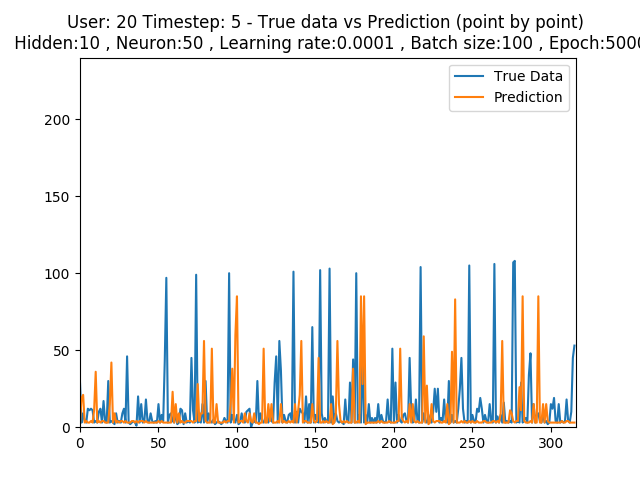 User: 20 Timestep: 5 - True data vs Prediction (point by point)
Hidden:10 , Neuron:50 , Learning rate:0.0001 , Batch size:100 , Epoch:5000
True Data
Prediction
200
150
100
50
0
0 50 100 150 200 250 300